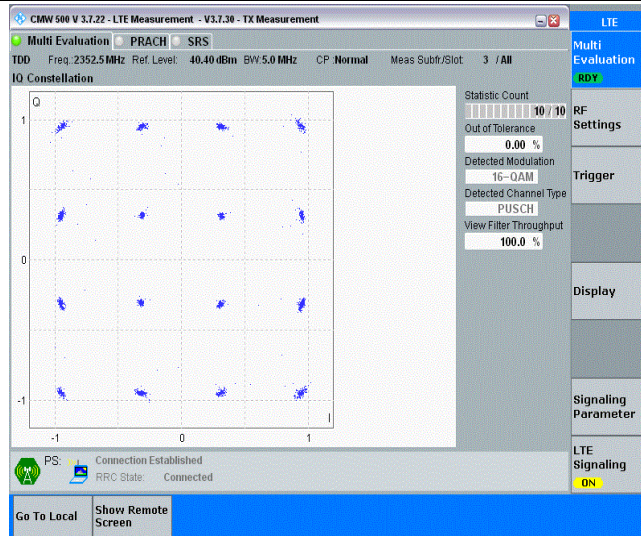 CMW 500 V 3.7.22 - LTE Measurement - V3.7.30 - TX Measurement
LTE
Multi Evaluation PRACH SRS
Multi
Evaluation
RDY
TDD Freq.:2352.5 MHz Ref. Level: 40.40 dBm BW:5.0 MHz CP :Normal Meas Subfr./Slot 3 / All
IQ Constellation
Q
1
0
-1
-1 0 1
I
Statistic Count
10 / 10
Out of Tolerance
0.00 %
Detected Modulation
16-QAM
Detected Channel Type
PUSCH
View Filter Throughput
100.0 %
RF
Settings
Trigger
Display
Signaling
Parameter
LTE
Signaling
ON
PS: Connection Established
RRC State: Connected
Go To Local
Show Remote
Screen